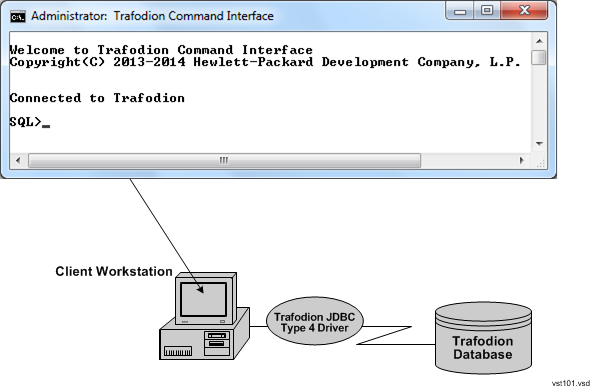 Administrator: Trafodion Command Interface
Welcome to Trafodion Command Interface
Copyright(C) 2013-2014 Hewlett-Packard Development Company, L.P.
Connected to Trafodion
SQL>_
Client Workstation
Trafodion JDBC
Type 4 Driver
Trafodion
Database
vst101.vsd